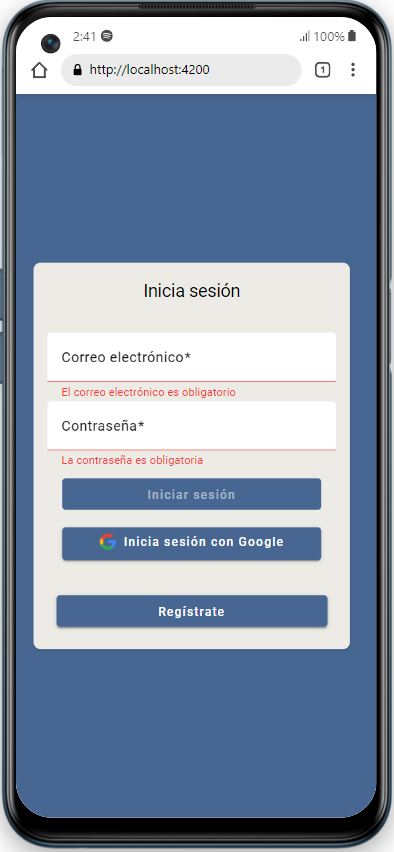 2:41
100%
http://localhost:4200
1
Inicia sesión
Correo electrónico*
El correo electrónico es obligatorio
Contraseña*
La contraseña es obligatoria
Iniciar sesión
Inicia sesión con Google
Regístrate